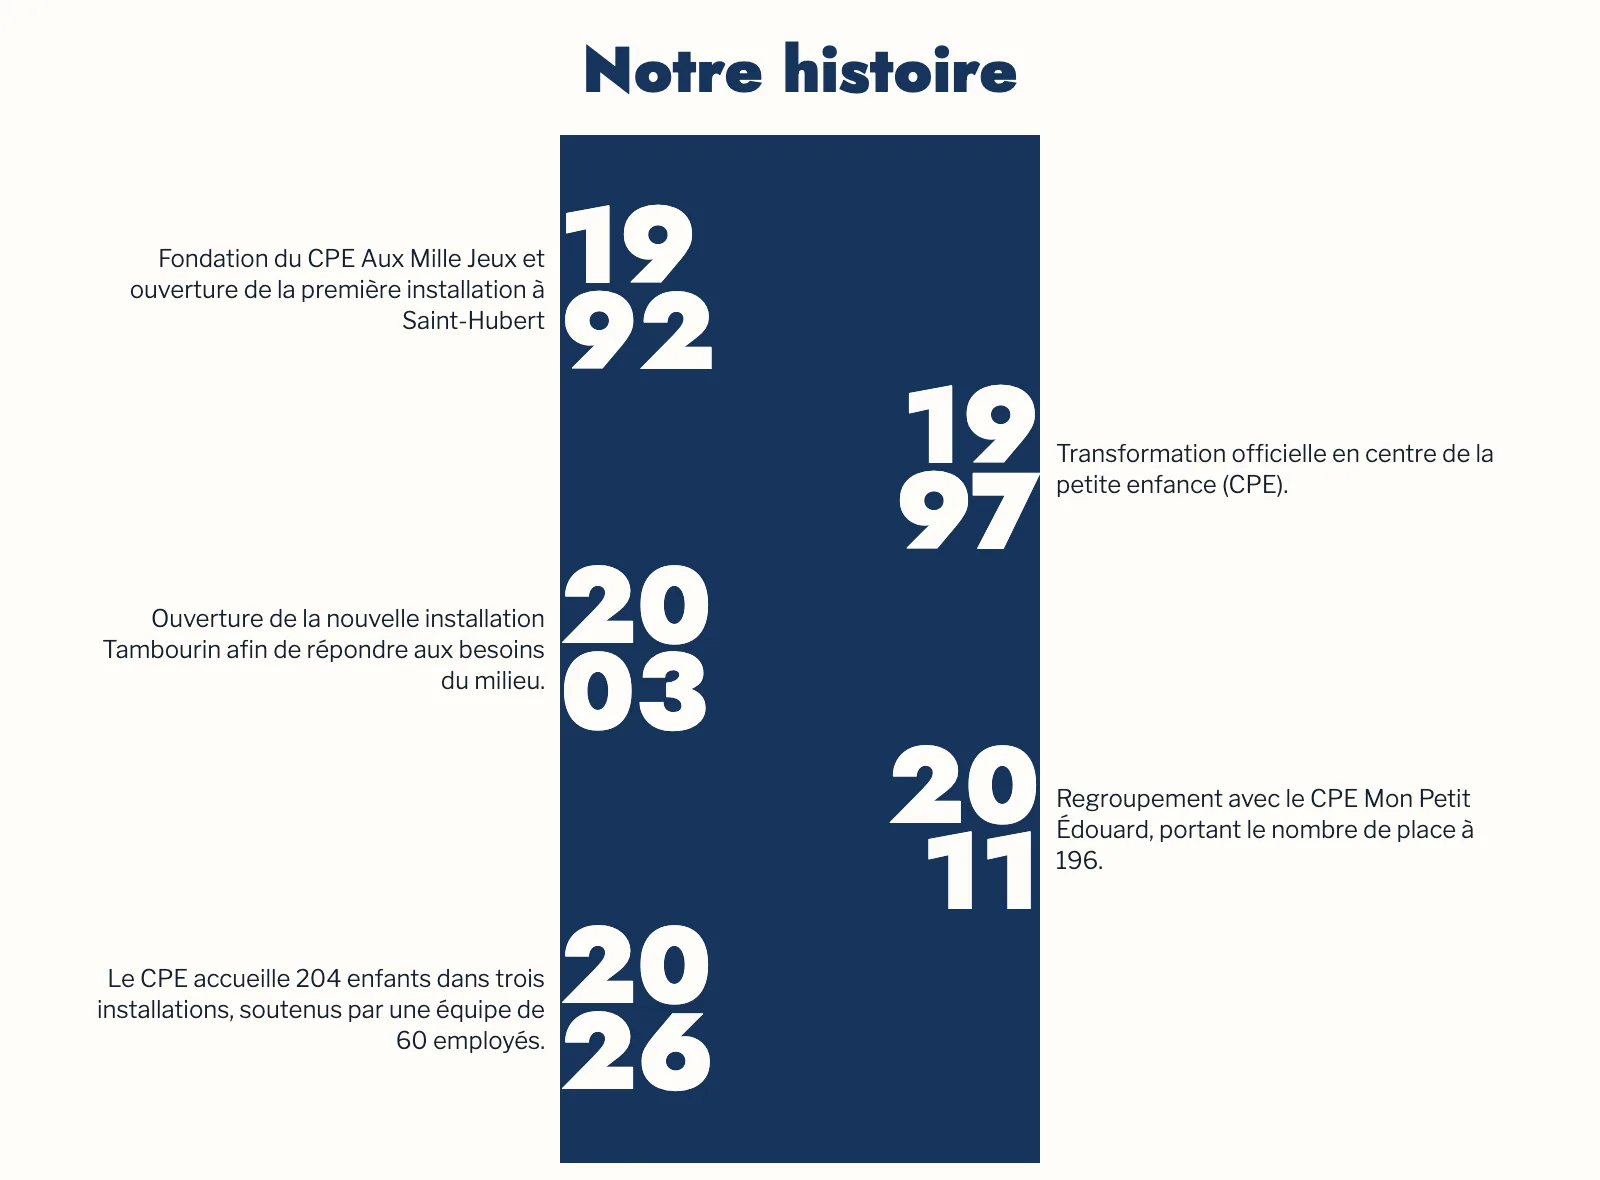 Notre histoire
Fondation du CPE Aux Mille Jeux et
ouverture de la première installation à
Saint-Hubert
19
92
19
97
Transformation officielle en centre de la
petite enfance (CPE).
Ouverture de la nouvelle installation
Tambourin afin de répondre aux besoins
du milieu.
20
03
20
11
Regroupement avec le CPE Mon Petit
Édouard, portant le nombre de place à
196.
Le CPE accueille 204 enfants dans trois
installations, soutenus par une équipe de
60 employés.
20
26